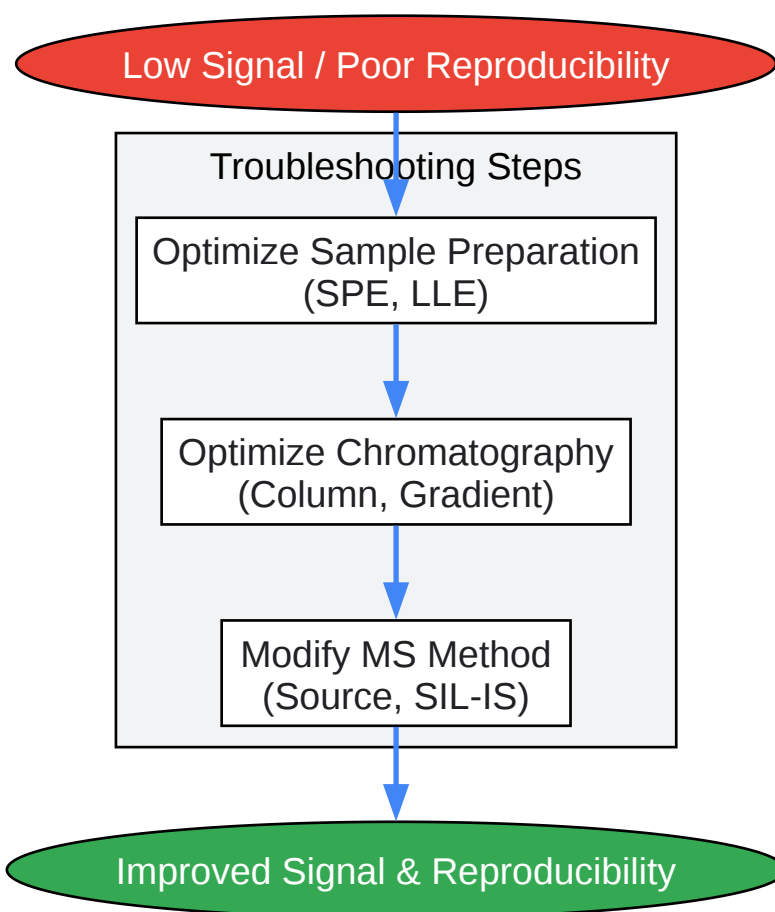 Low Signal / Poor Reproducibility
Troubleshooting Steps
Optimize Sample Preparation
(SPE, LLE)
Optimize Chromatography
(Column, Gradient)
Modify MS Method
(Source, SIL-IS)
Improved Signal & Reproducibility